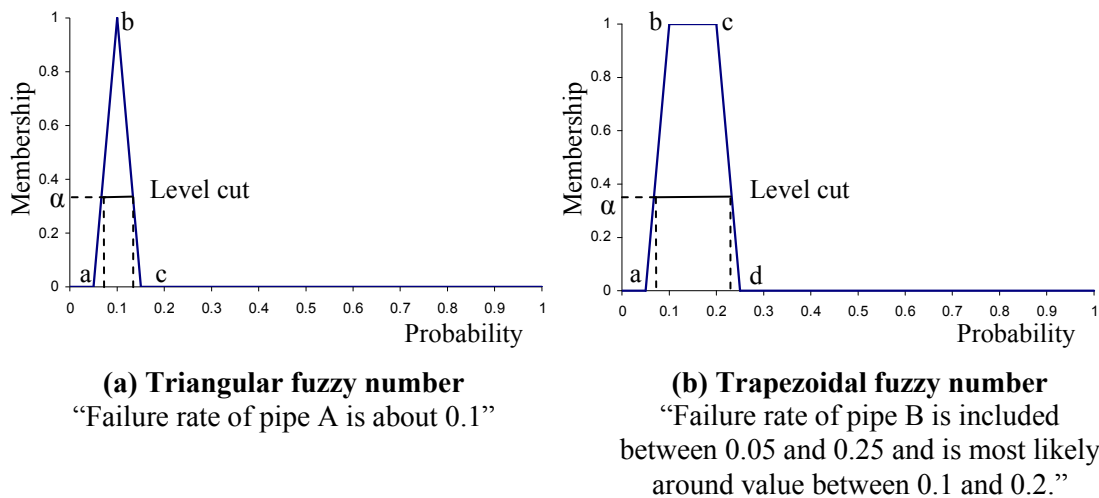 1
0.8
0.6
0.4
0.2
0
Membership
α
b
Level cut
a
c
0 0.1 0.2 0.3 0.4 0.5 0.6 0.7 0.8 0.9 1
Probability
(a) Triangular fuzzy number
“Failure rate of pipe A is about 0.1”
1
0.8
0.6
0.4
0.2
0
Membership
α
b
c
Level cut
a
d
0 0.1 0.2 0.3 0.4 0.5 0.6 0.7 0.8 0.9 1
Probability
(b) Trapezoidal fuzzy number
“Failure rate of pipe B is included
between 0.05 and 0.25 and is most likely
around value between 0.1 and 0.2.”